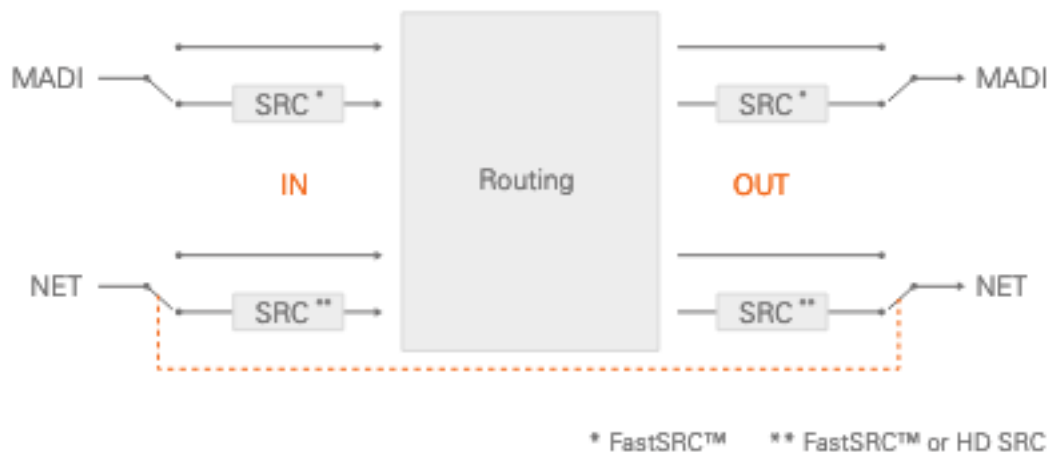 MADI
SRC *
SRC *
MADI
IN
Routing
OUT
NET
SRC **
SRC **
NET
* FastSRC™ ** FastSRC™ or HD SRC